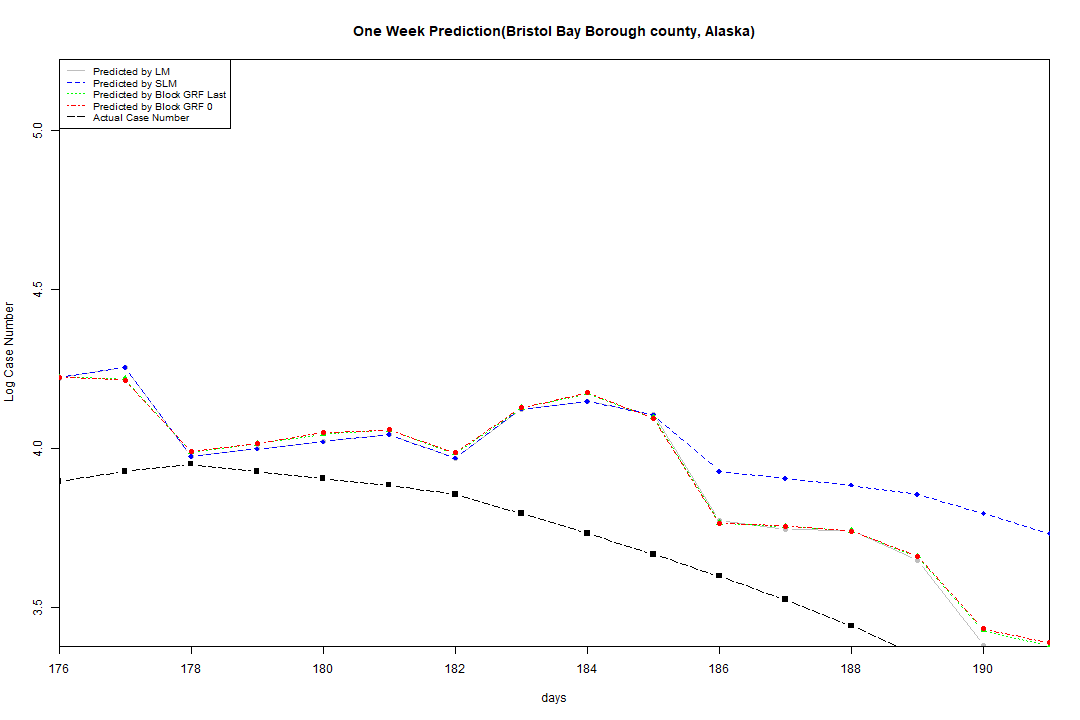 One Week Prediction(Bristol Bay Borough county, Alaska)
Predicted by LM
Predicted by SLM
Predicted by Block GRF Last
Predicted by Block GRF 0
Actual Case Number
5.0
4.5
4.0
3.5
Log Case Number
176 178 180 182 184 186 188 190
days